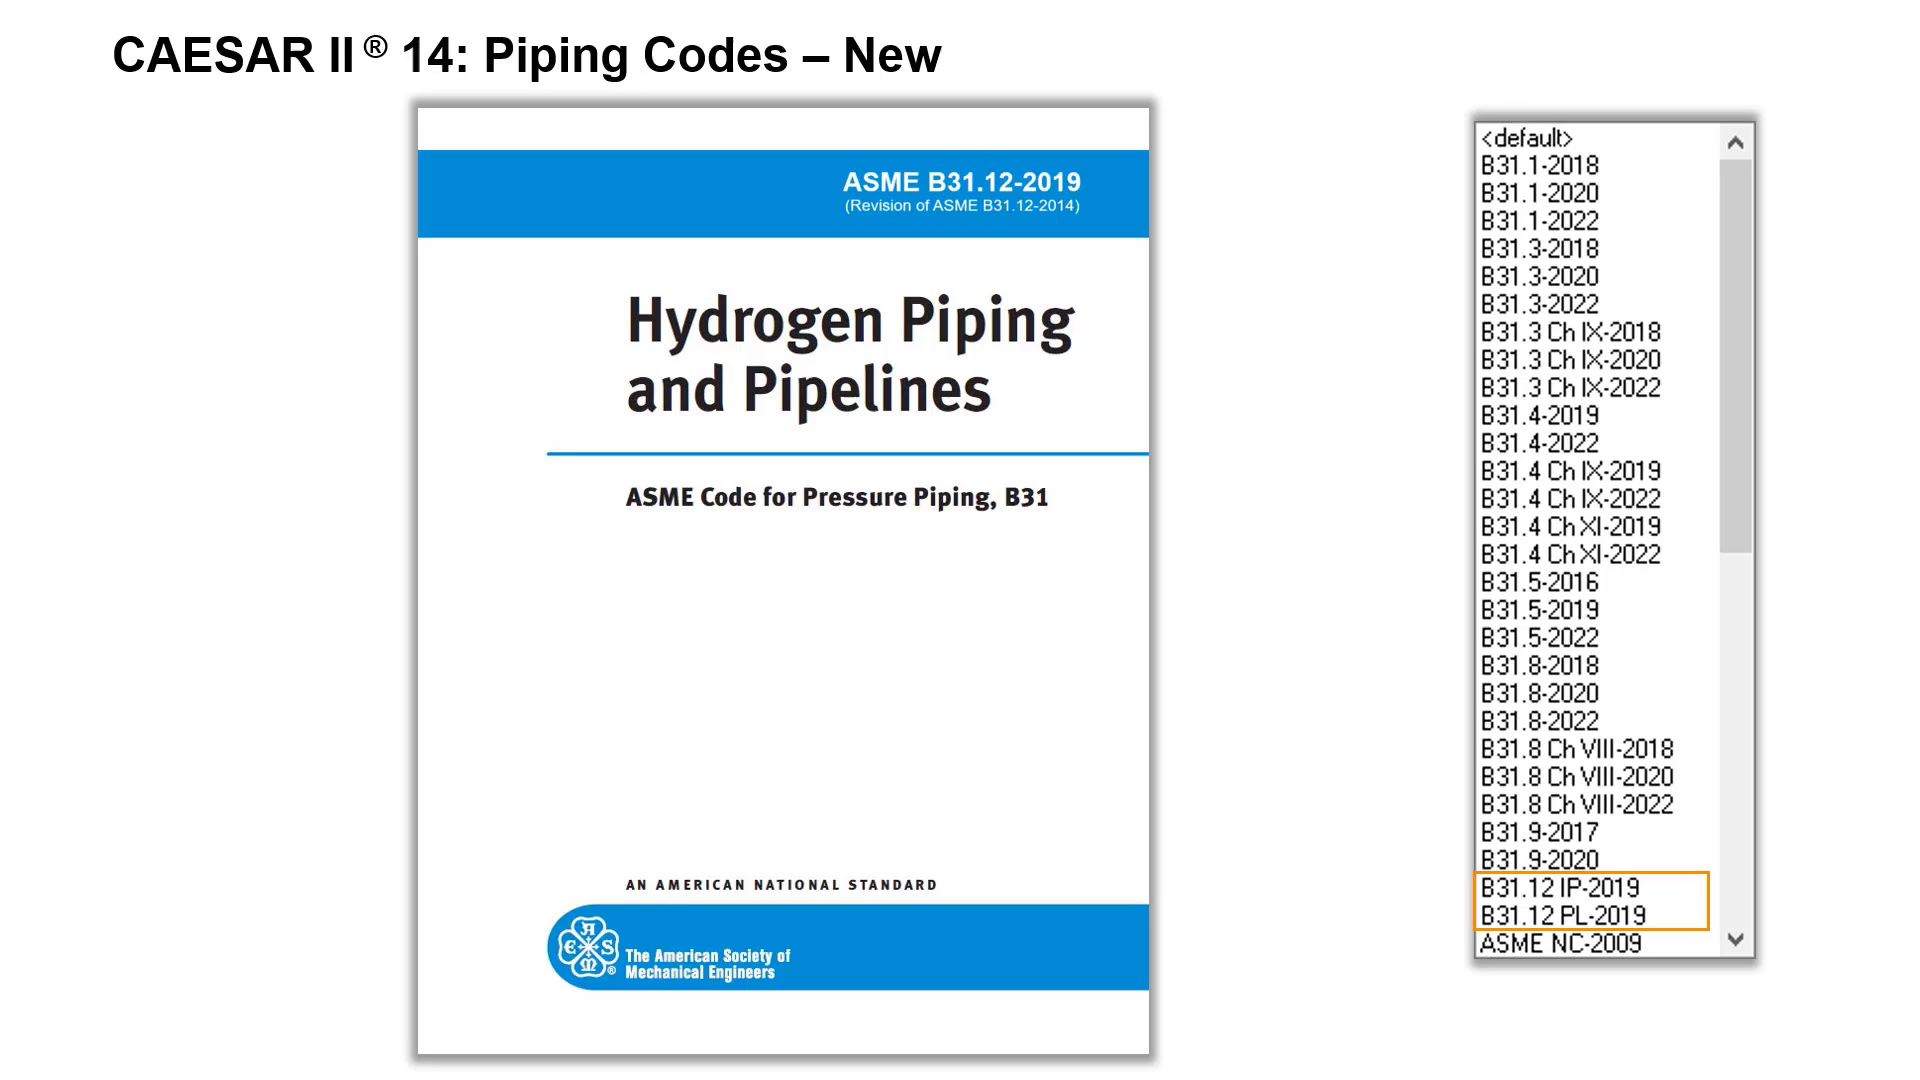 CAESAR II® 14: Piping Codes – New
ASME B31.12-2019
(Revision of ASME B31.12-2014)
Hydrogen Piping
and Pipelines
ASME Code for Pressure Piping, B31
AN AMERICAN NATIONAL STANDARD
The American Society of
Mechanical Engineers
<default>
B31.1-2018
B31.1-2020
B31.1-2022
B31.3-2018
B31.3-2020
B31.3-2022
B31.3 Ch IX-2018
B31.3 Ch IX-2020
B31.3 Ch IX-2022
B31.4-2019
B31.4-2022
B31.4 Ch IX-2019
B31.4 Ch IX-2022
B31.4 Ch XI-2019
B31.4 Ch XI-2022
B31.5-2016
B31.5-2019
B31.5-2022
B31.8-2018
B31.8-2020
B31.8-2022
B31.8 Ch VIII-2018
B31.8 Ch VIII-2020
B31.8 Ch VIII-2022
B31.9-2017
B31.9-2020
B31.12 IP-2019
B31.12 PL-2019
ASME NC-2009